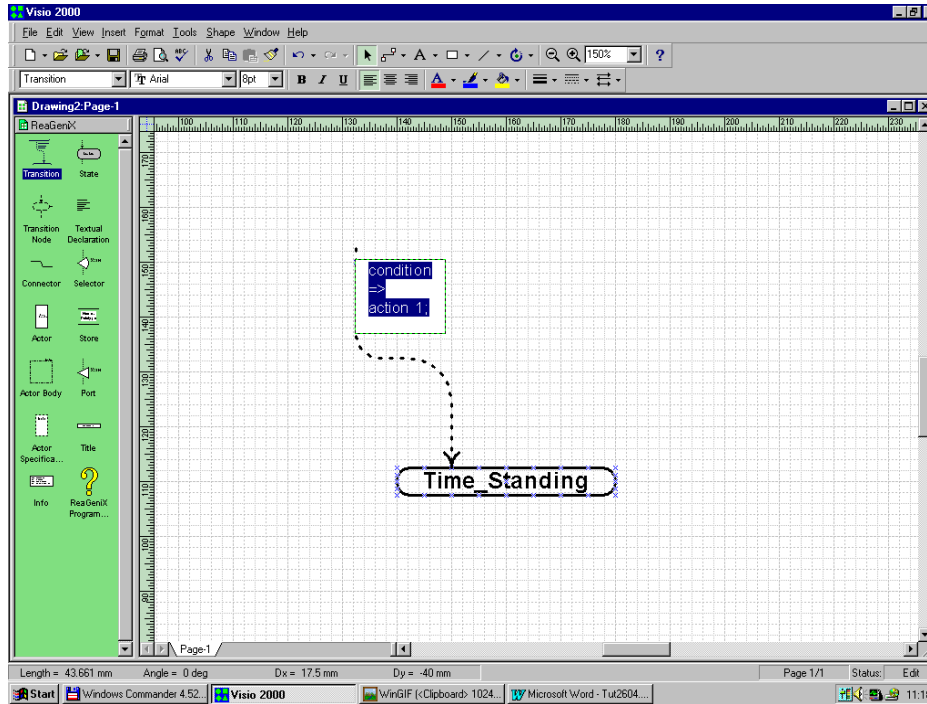 Visio 2000
File Edit View Insert Format Tools Shape Window Help
150%
Transition Arial 8pt B I U
Drawing2:Page-1
ReaGeniX
100 110 120 130 140 150 160 170 180 190 200 210 220 230
Transition State
Transition Node Textual Declaration
Connector Selector
Actor Store
Actor Body Port
Actor Specifica... Title
Info ReaGeniX Program...
condition
=>
action 1;
Time_Standing
Page-1
Length = 43.661 mm Angle = 0 deg Dx = 17.5 mm Dy = -40 mm Page 1/1 Status: Edit
Start Windows Commander 4.52... Visio 2000 WinGIF (<Clipboard> 1024... Microsoft Word - Tut2604....